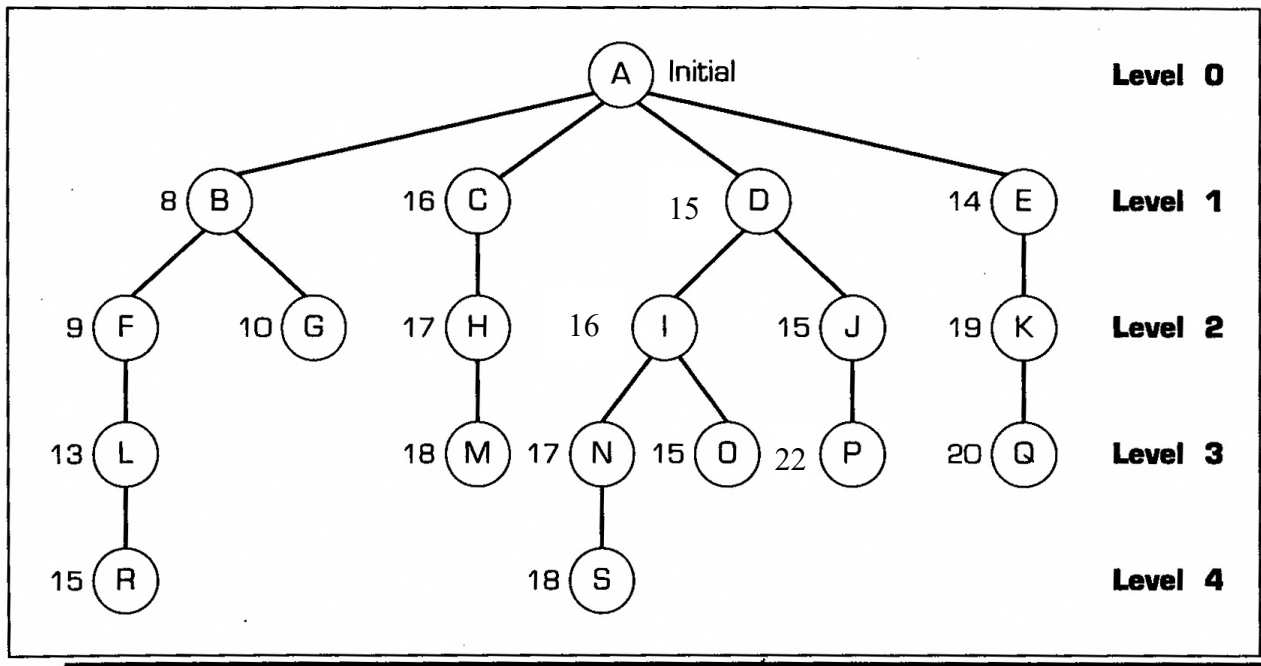 A Initial Level 0
8 B 16 C 15 D 14 E Level 1
9 F 10 G 17 H 16 I 15 J 19 K Level 2
13 L 18 M 17 N 15 O 22 P 20 Q Level 3
15 R 18 S Level 4